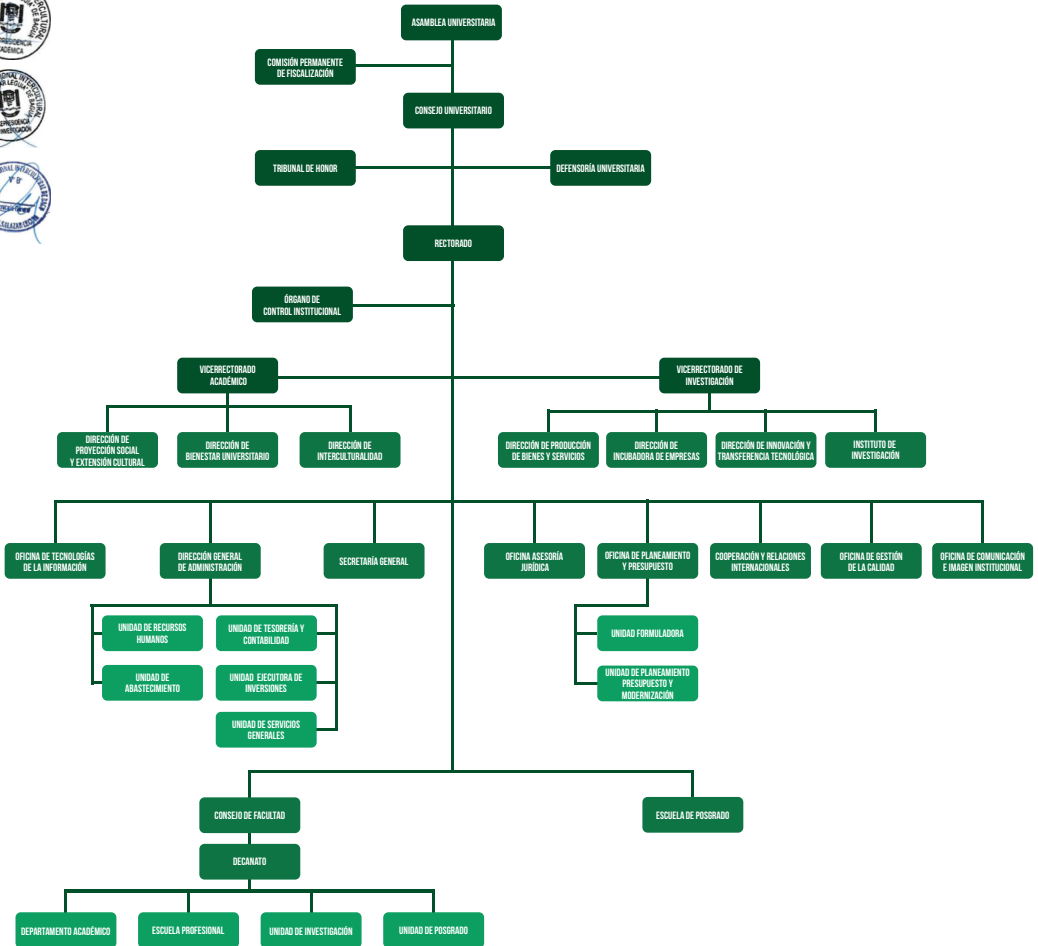 ASAMBLEA UNIVERSITARIA
COMISIÓN PERMANENTE
DE FISCALIZACIÓN
CONSEJO UNIVERSITARIO
TRIBUNAL DE HONOR
DEFENSORÍA UNIVERSITARIA
RECTORADO
ÓRGANO DE
CONTROL INSTITUCIONAL
VICERRECTORADO
ACADÉMICO
VICERRECTORADO DE
INVESTIGACIÓN
DIRECCIÓN DE
PROYECCIÓN SOCIAL
Y EXTENSIÓN CULTURAL
DIRECCIÓN DE
BIENESTAR UNIVERSITARIO
DIRECCIÓN DE
INTERCULTURALIDAD
DIRECCIÓN DE PRODUCCIÓN
DE BIENES Y SERVICIOS
DIRECCIÓN DE
INCUBADORA DE EMPRESAS
DIRECCIÓN DE INNOVACIÓN Y
TRANSFERENCIA TECNOLÓGICA
INSTITUTO DE
INVESTIGACIÓN
OFICINA DE TECNOLOGÍAS
DE LA INFORMACIÓN
DIRECCIÓN GENERAL
DE ADMINISTRACIÓN
SECRETARÍA GENERAL
OFICINA ASESORÍA
JURÍDICA
OFICINA DE PLANEAMIENTO
Y PRESUPUESTO
COOPERACIÓN Y RELACIONES
INTERNACIONALES
OFICINA DE GESTIÓN
DE LA CALIDAD
OFICINA DE COMUNICACIÓN
E IMAGEN INSTITUCIONAL
UNIDAD DE RECURSOS
HUMANOS
UNIDAD DE TESORERÍA Y
CONTABILIDAD
UNIDAD DE
ABASTECIMIENTO
UNIDAD EJECUTORA DE
INVERSIONES
UNIDAD DE SERVICIOS
GENERALES
UNIDAD FORMULADORA
UNIDAD DE PLANEAMIENTO
PRESUPUESTO Y
MODERNIZACIÓN
CONSEJO DE FACULTAD
ESCUELA DE POSGRADO
DECANATO
DEPARTAMENTO ACADÉMICO
ESCUELA PROFESIONAL
UNIDAD DE INVESTIGACIÓN
UNIDAD DE POSGRADO